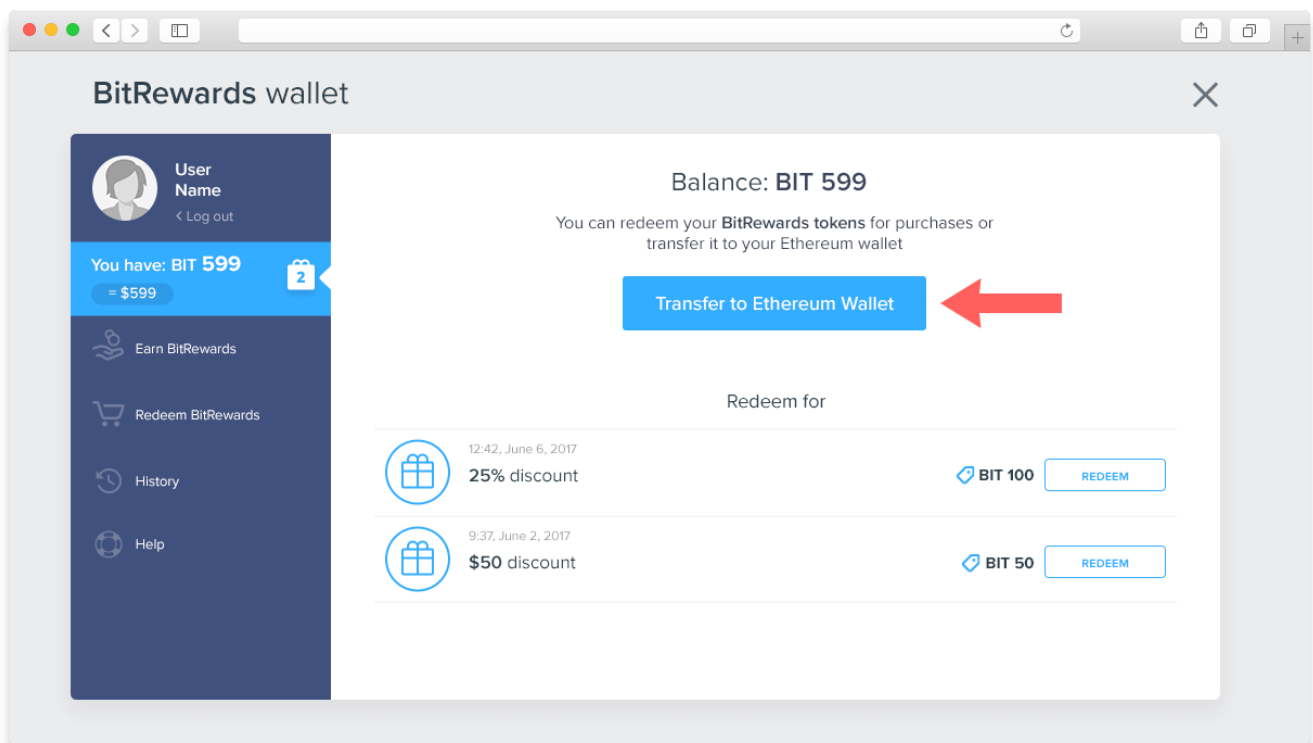 BitRewards wallet
User
Name
Log out
You have: BIT 599
2
= $599
Earn BitRewards
Redeem BitRewards
History
Help
Balance: BIT 599
You can redeem your BitRewards tokens for purchases or
transfer it to your Ethereum wallet
Transfer to Ethereum Wallet
Redeem for
12:42, June 6, 2017
25% discount
BIT 100
REDEEM
9:37, June 2, 2017
$50 discount
BIT 50
REDEEM